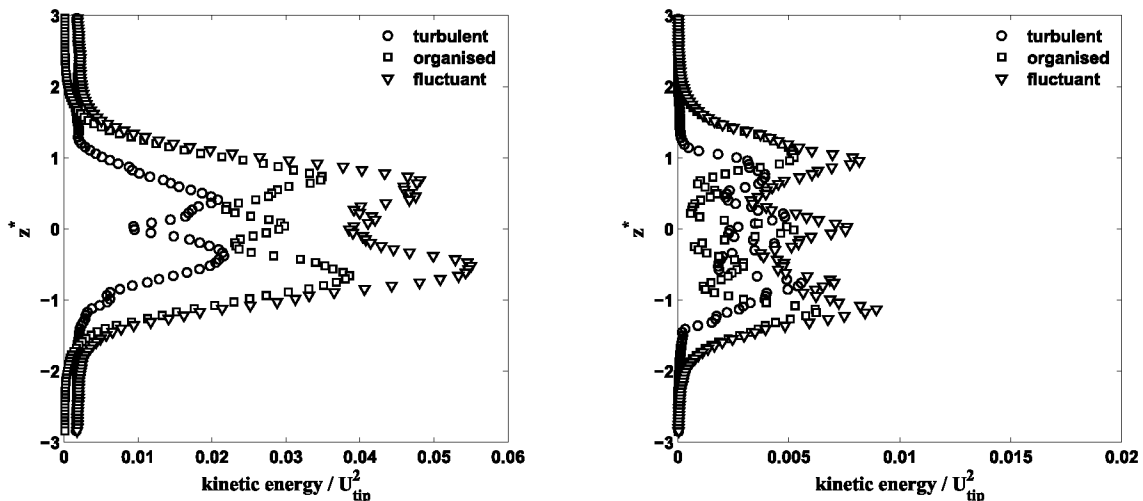 3
2
1
0
−1
−2
−3
z*
0
0.01
0.02
0.03
0.04
0.05
0.06
kinetic energy / U²tip
turbulent
organised
fluctuant
3
2
1
0
−1
−2
−3
z*
0
0.005
0.01
0.015
0.02
kinetic energy / U²tip
turbulent
organised
fluctuant